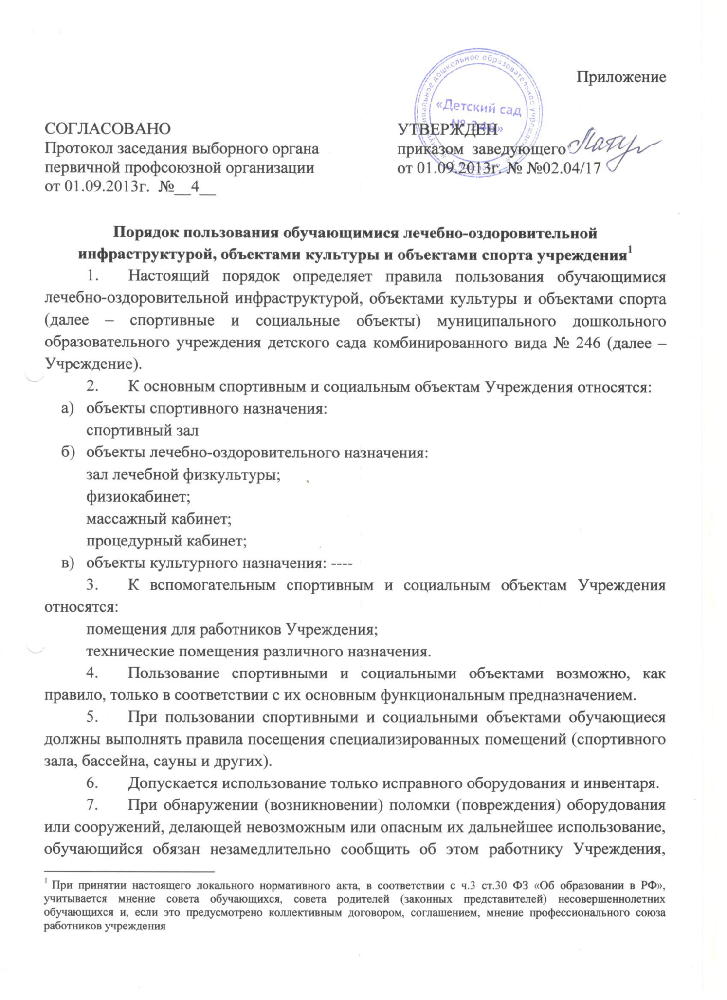 Приложение
муниципальное дошкольное образовательное учреждение
«Детский сад
№ 246»
СОГЛАСОВАНО
Протокол заседания выборного органа
первичной профсоюзной организации
от 01.09.2013г. №__4__
УТВЕРЖДЕН
приказом заведующего
от 01.09.2013г. № №02.04/17
Порядок пользования обучающимися лечебно-оздоровительной
инфраструктурой, объектами культуры и объектами спорта учреждения1
1. Настоящий порядок определяет правила пользования обучающимися
лечебно-оздоровительной инфраструктурой, объектами культуры и объектами спорта
(далее – спортивные и социальные объекты) муниципального дошкольного
образовательного учреждения детского сада комбинированного вида № 246 (далее –
Учреждение).
2. К основным спортивным и социальным объектам Учреждения относятся:
а) объекты спортивного назначения:
спортивный зал
б) объекты лечебно-оздоровительного назначения:
зал лечебной физкультуры;
физиокабинет;
массажный кабинет;
процедурный кабинет;
в) объекты культурного назначения: ----
3. К вспомогательным спортивным и социальным объектам Учреждения
относятся:
помещения для работников Учреждения;
технические помещения различного назначения.
4. Пользование спортивными и социальными объектами возможно, как
правило, только в соответствии с их основным функциональным предназначением.
5. При пользовании спортивными и социальными объектами обучающиеся
должны выполнять правила посещения специализированных помещений (спортивного
зала, бассейна, сауны и других).
6. Допускается использование только исправного оборудования и инвентаря.
7. При обнаружении (возникновении) поломки (повреждения) оборудования
или сооружений, делающей невозможным или опасным их дальнейшее использование,
обучающийся обязан незамедлительно сообщить об этом работнику Учреждения,
1 При принятии настоящего локального нормативного акта, в соответствии с ч.3 ст.30 ФЗ «Об образовании в РФ»,
учитывается мнение совета обучающихся, совета родителей (законных представителей) несовершеннолетних
обучающихся и, если это предусмотрено коллективным договором, соглашением, мнение профессионального союза
работников учреждения